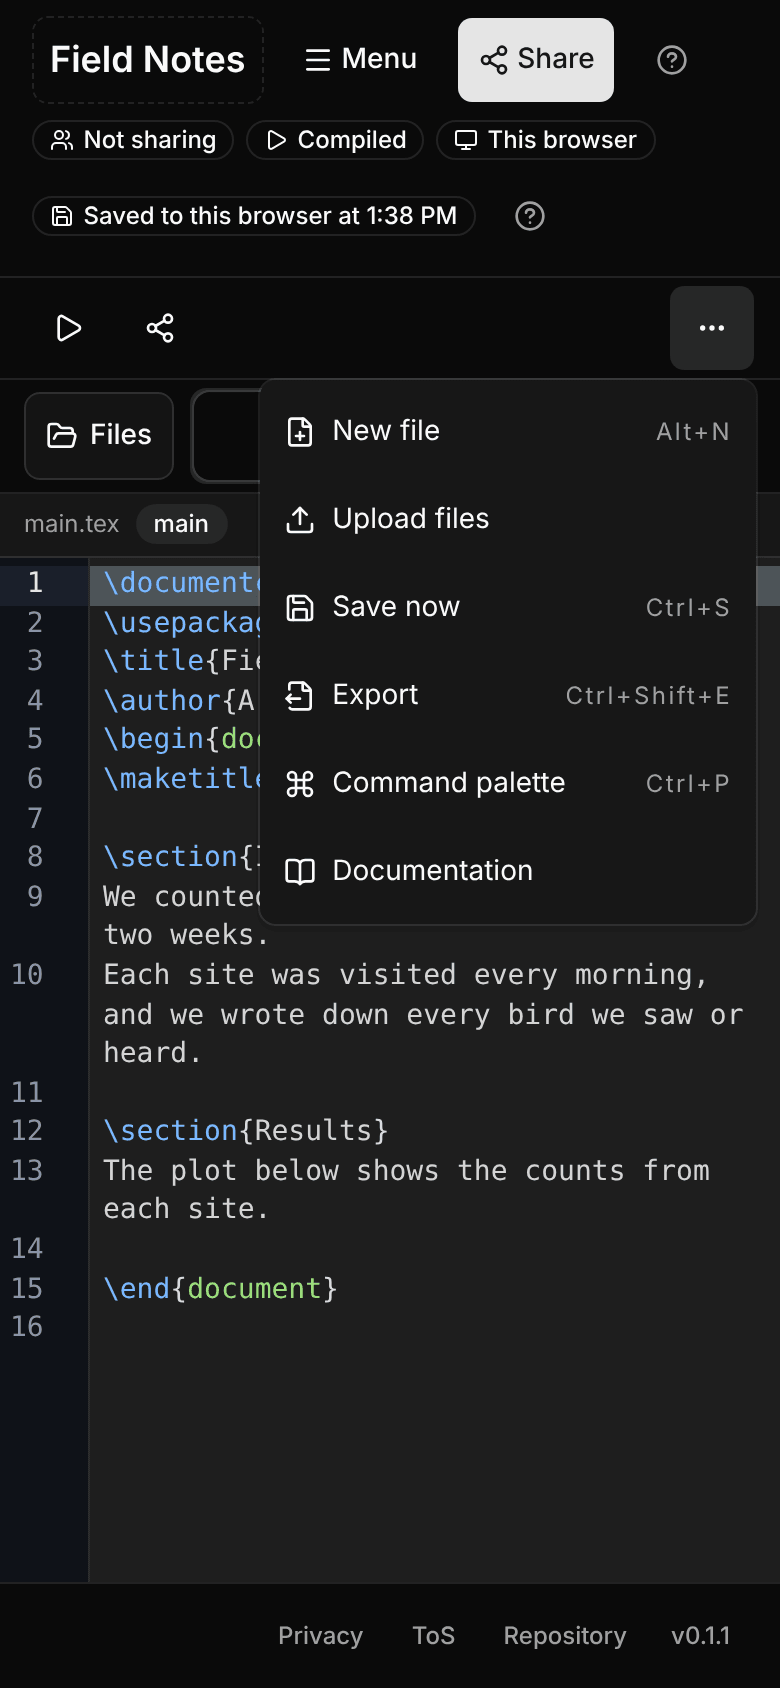 Field Notes
Menu
Share
Not sharing
Compiled
This browser
Saved to this browser at 1:38 PM
Files
New file Alt+N
Upload files
Save now Ctrl+S
Export Ctrl+Shift+E
Command palette Ctrl+P
Documentation
main.tex main
1 \document
2 \usepackag
3 \title{Fie
4 \author{A
5 \begin{do
6 \maketitle
7
8 \section{
9 We counte
two weeks.
10 Each site was visited every morning,
and we wrote down every bird we saw or
heard.
11
12 \section{Results}
13 The plot below shows the counts from
each site.
14
15 \end{document}
16
Privacy ToS Repository v0.1.1